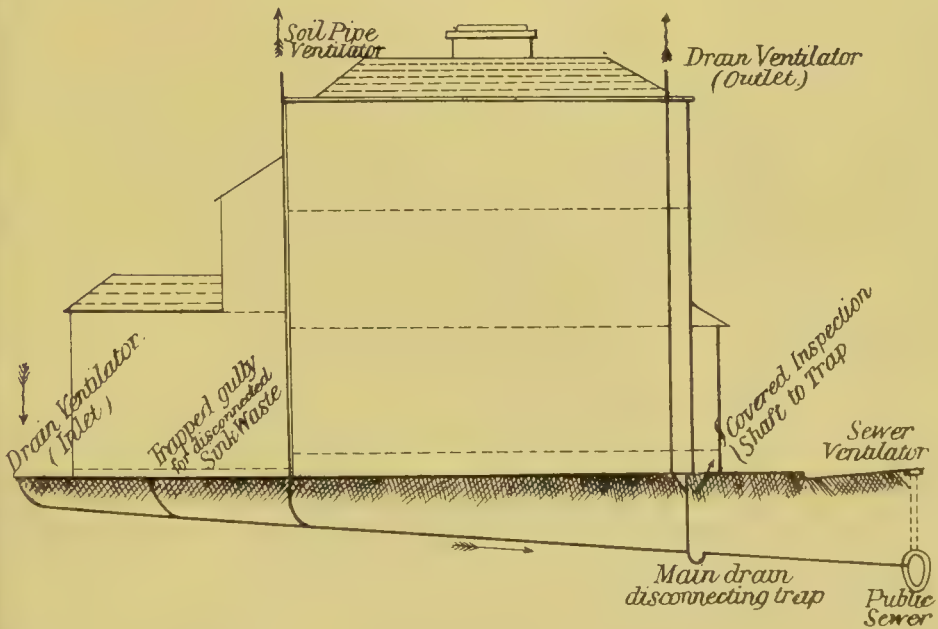 Soil Pipe
Ventilator
Drain Ventilator
(Outlet.)
Drain Ventilator.
(Inlet)
Trapped gully
for disconnected
Sink Waste
Covered Inspection
(Shaft to Trap
Sewer
Ventilator
Main drain
disconnecting trap
Public
Sewer